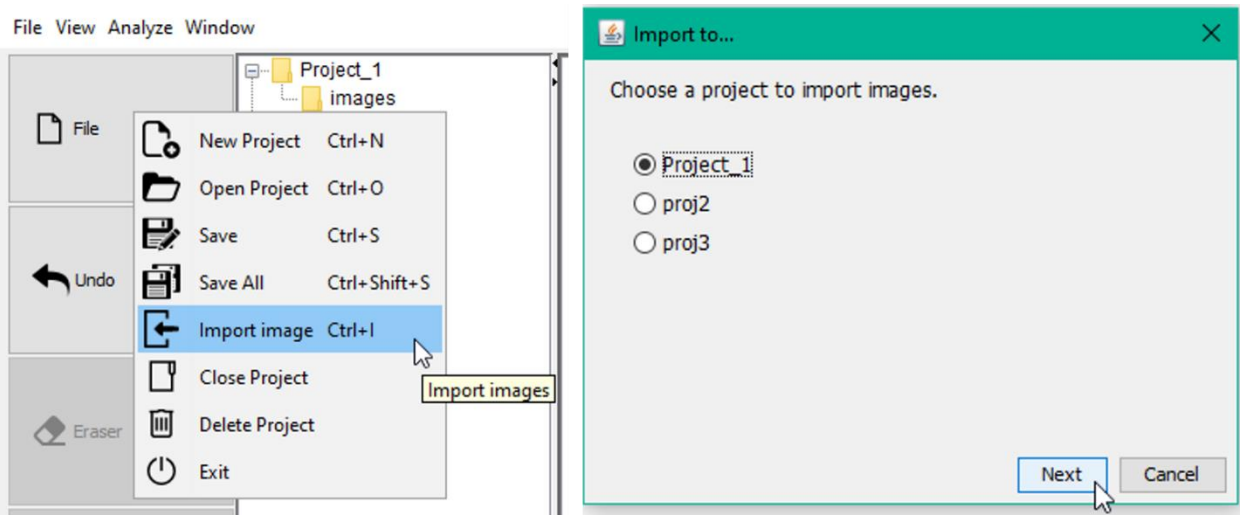 File View Analyze Window
Project_1
images
File
New Project Ctrl+N
Open Project Ctrl+O
Save Ctrl+S
Undo
Save All Ctrl+Shift+S
Import image Ctrl+I
Close Project
Import images
Eraser
Delete Project
Exit
Import to...
Choose a project to import images.
Project_1
proj2
proj3
Next Cancel